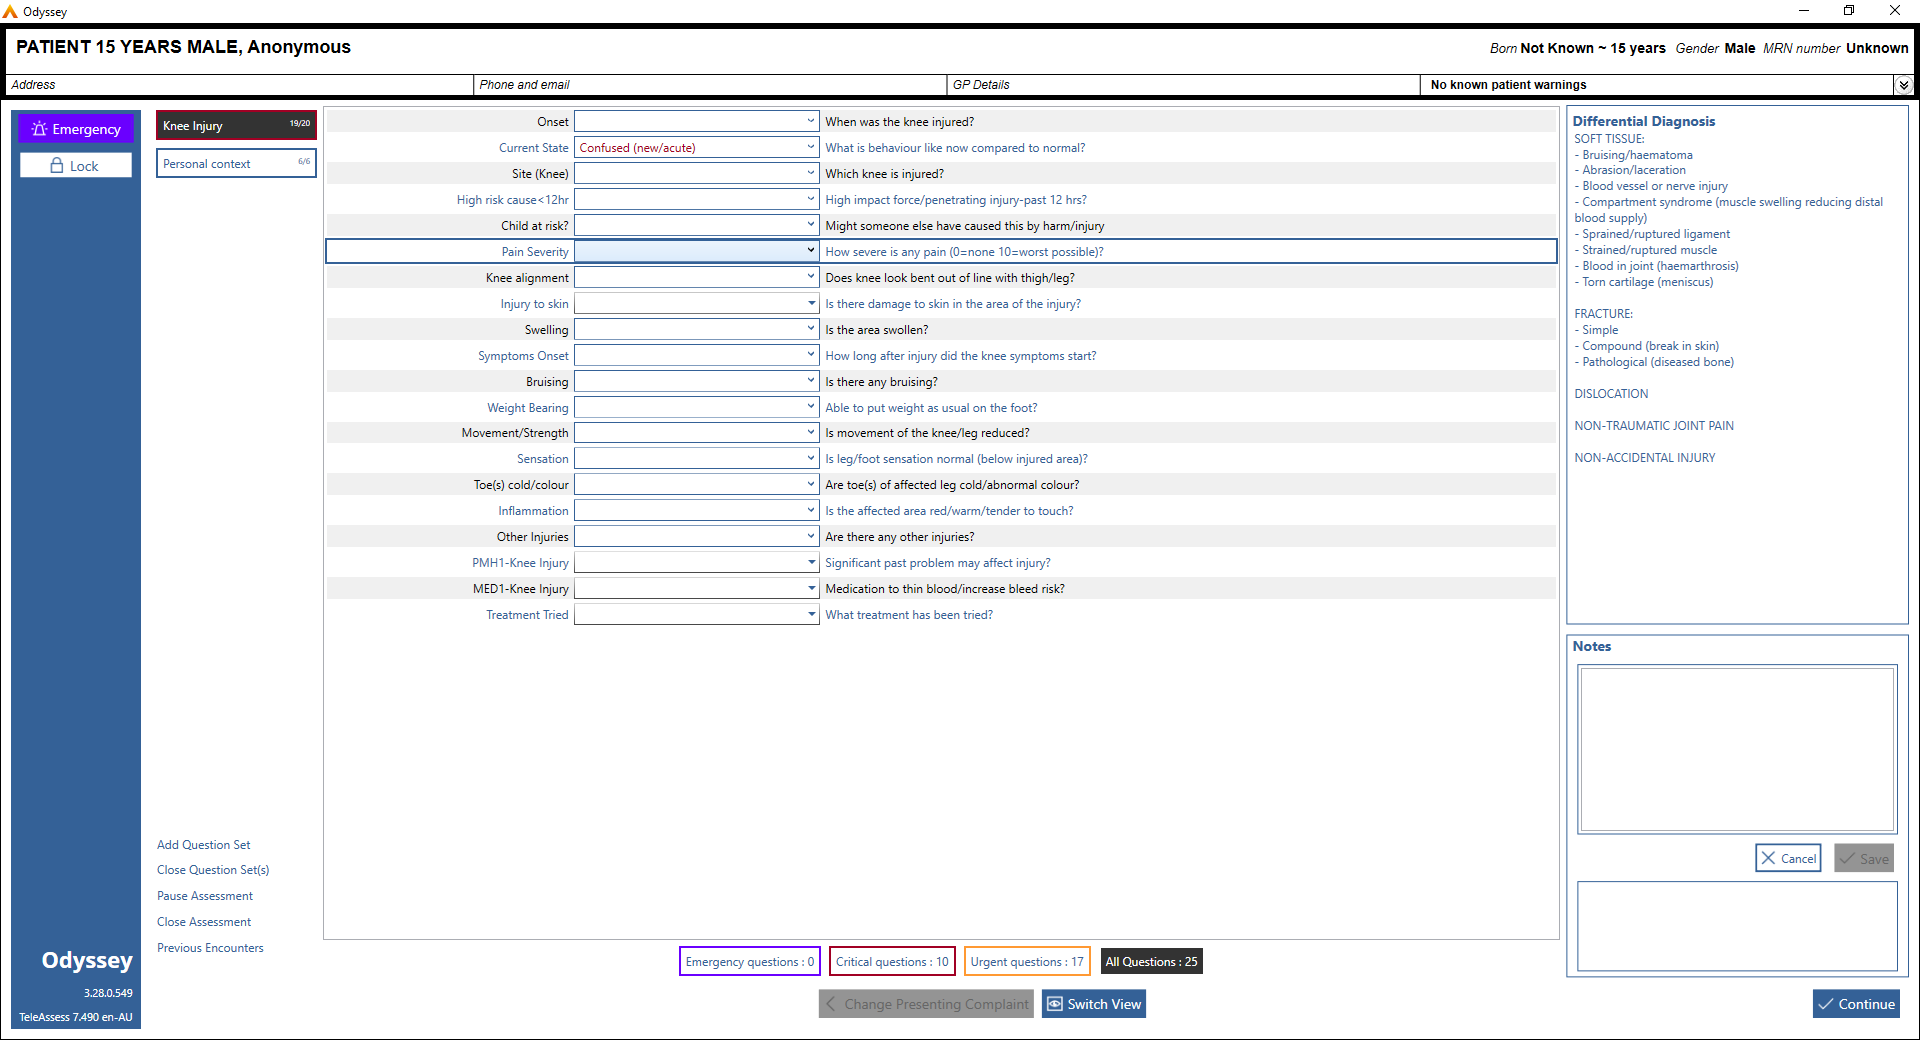 Odyssey
PATIENT 15 YEARS MALE, Anonymous
Born Not Known ~ 15 years Gender Male MRN number Unknown
Address
Phone and email
GP Details
No known patient warnings
Emergency
Lock
Knee Injury 19/20
Personal context 6/6
Onset When was the knee injured?
Current State Confused (new/acute) What is behaviour like now compared to normal?
Site (Knee) Which knee is injured?
High risk cause<12hr High impact force/penetrating injury-past 12 hrs?
Child at risk? Might someone else have caused this by harm/injury
Pain Severity How severe is any pain (0=none 10=worst possible)?
Knee alignment Does knee look bent out of line with thigh/leg?
Injury to skin Is there damage to skin in the area of the injury?
Swelling Is the area swollen?
Symptoms Onset How long after injury did the knee symptoms start?
Bruising Is there any bruising?
Weight Bearing Able to put weight as usual on the foot?
Movement/Strength Is movement of the knee/leg reduced?
Sensation Is leg/foot sensation normal (below injured area)?
Toe(s) cold/colour Are toe(s) of affected leg cold/abnormal colour?
Inflammation Is the affected area red/warm/tender to touch?
Other Injuries Are there any other injuries?
PMH1-Knee Injury Significant past problem may affect injury?
MED1-Knee Injury Medication to thin blood/increase bleed risk?
Treatment Tried What treatment has been tried?
Differential Diagnosis
SOFT TISSUE:
- Bruising/haematoma
- Abrasion/laceration
- Blood vessel or nerve injury
- Compartment syndrome (muscle swelling reducing distal
blood supply)
- Sprained/ruptured ligament
- Strained/ruptured muscle
- Blood in joint (haemarthrosis)
- Torn cartilage (meniscus)
FRACTURE:
- Simple
- Compound (break in skin)
- Pathological (diseased bone)
DISLOCATION
NON-TRAUMATIC JOINT PAIN
NON-ACCIDENTAL INJURY
Notes
Cancel
Save
Add Question Set
Close Question Set(s)
Pause Assessment
Close Assessment
Previous Encounters
Odyssey
3.28.0.549
TeleAssess 7.490 en-AU
Emergency questions : 0
Critical questions : 10
Urgent questions : 17
All Questions : 25
Change Presenting Complaint
Switch View
Continue